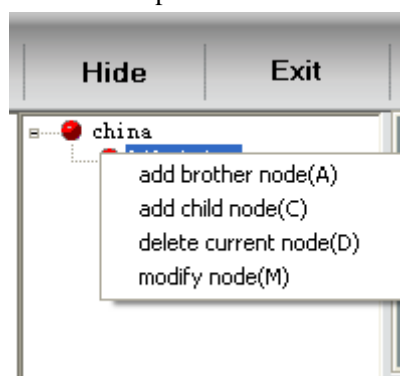 Hide Exit
china
add brother node(A)
add child node(C)
delete current node(D)
modify node(M)